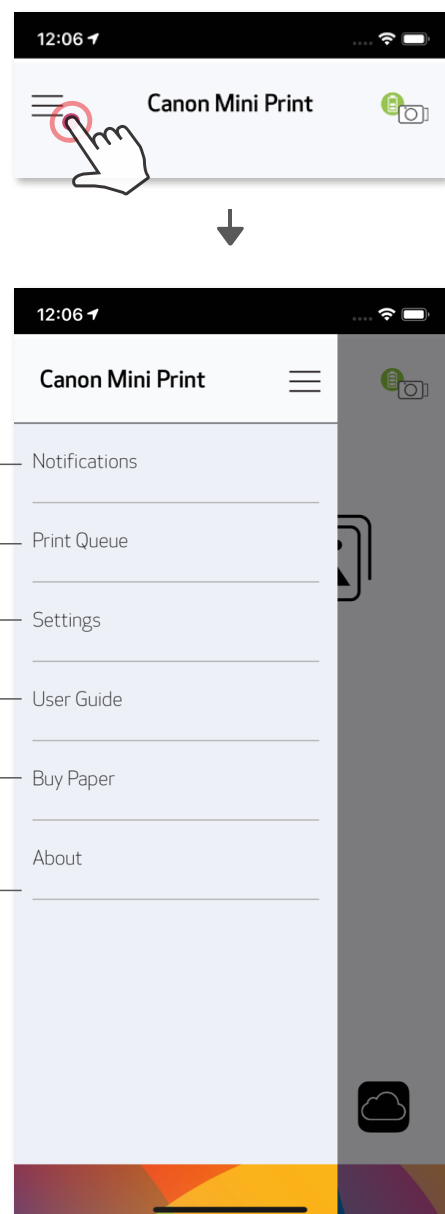 12:06
Canon Mini Print
12:06
Canon Mini Print
Notifications
Print Queue
Settings
User Guide
Buy Paper
About